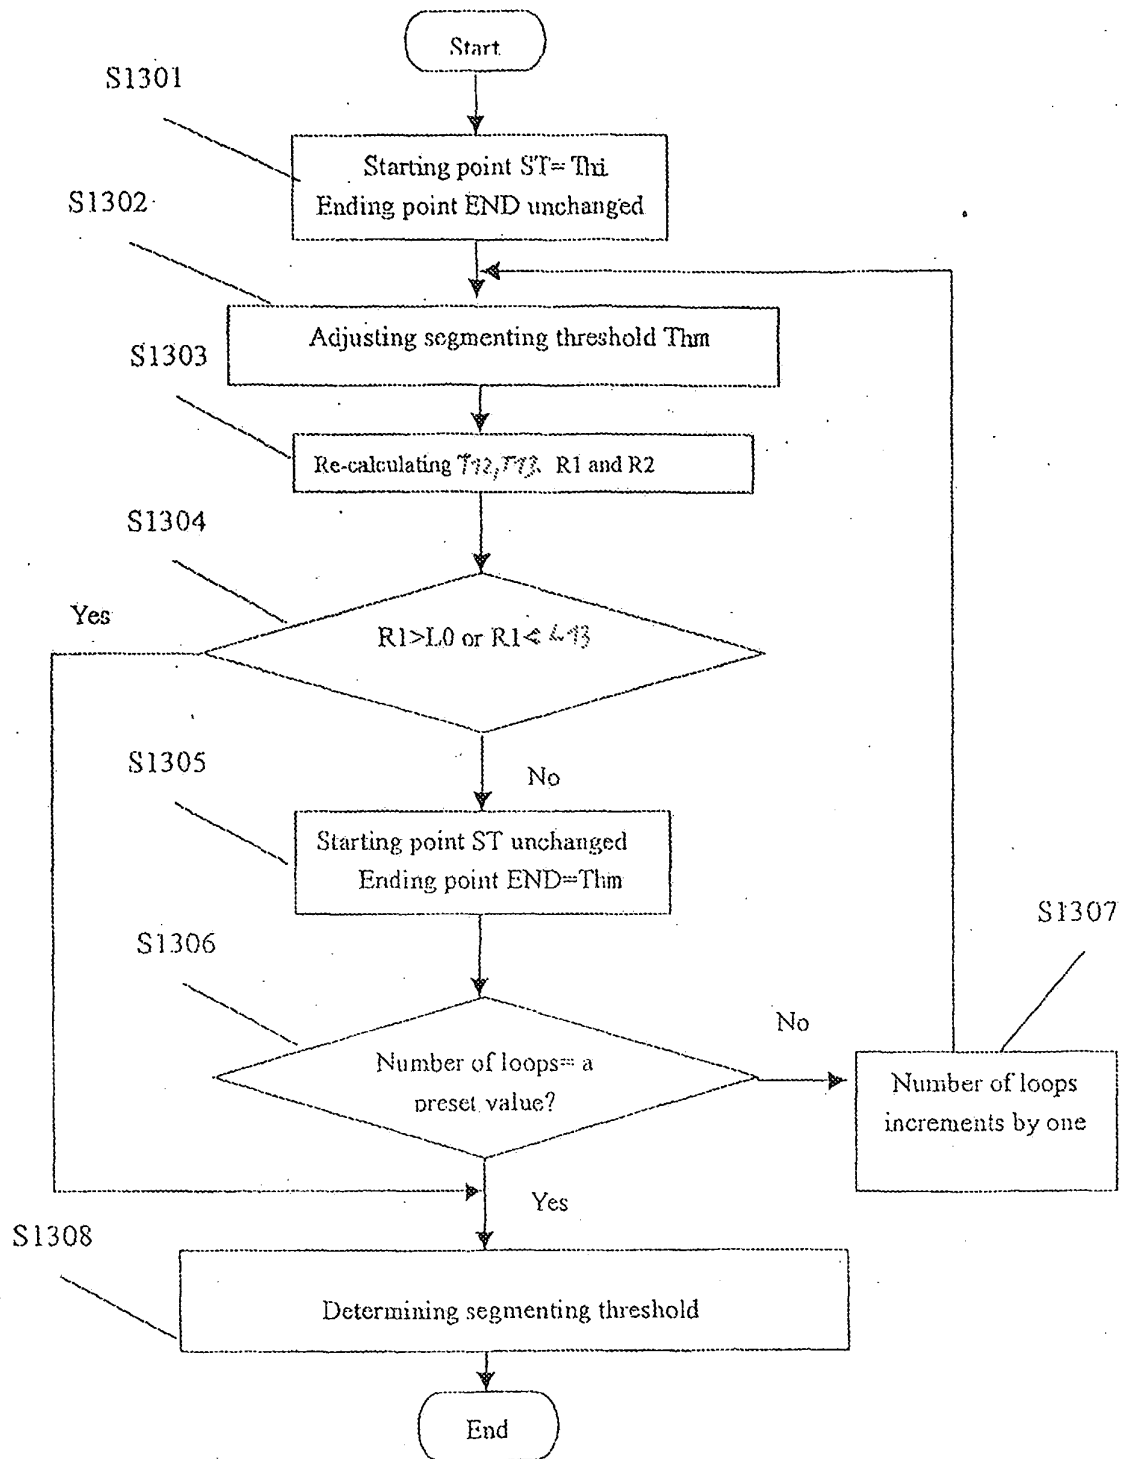 Start
S1301
Starting point ST= Thi
Ending point END unchanged
S1302
Adjusting segmenting threshold Thm
S1303
Re-calculating T12,T13. R1 and R2
S1304
Yes
R1>L0 or R1< L13
No
S1305
Starting point ST unchanged
Ending point END=Thm
S1306
No
S1307
Number of loops= a
preset value?
Number of loops
increments by one
Yes
S1308
Determining segmenting threshold
End